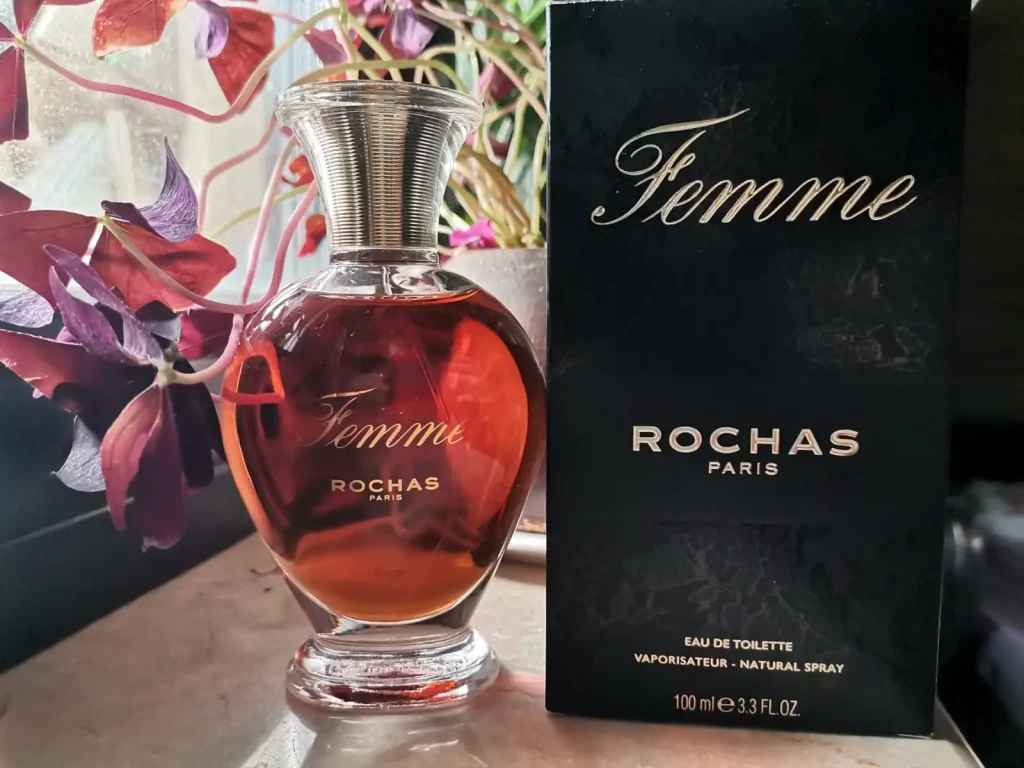 Femme
ROCHAS
PARIS
Femme
ROCHAS
PARIS
EAU DE TOILETTE
VAPORISATEUR - NATURAL SPRAY
100 ml ℮ 3.3 FL.OZ.